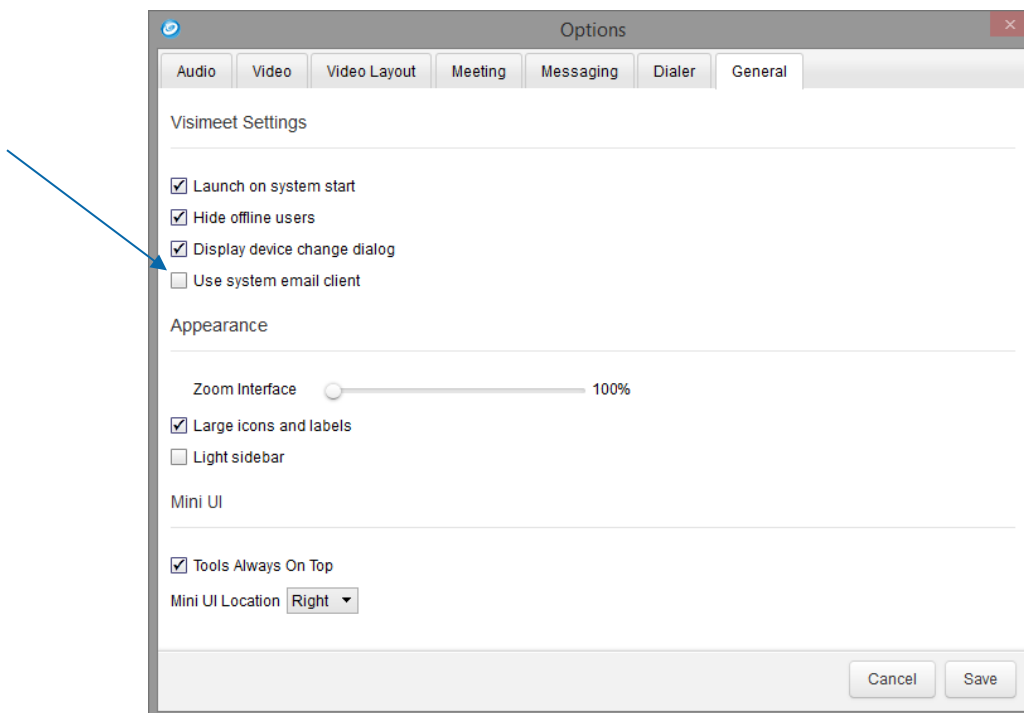 Options
Audio Video Video Layout Meeting Messaging Dialer General
Visimeet Settings
Launch on system start
Hide offline users
Display device change dialog
Use system email client
Appearance
Zoom Interface 100%
Large icons and labels
Light sidebar
Mini UI
Tools Always On Top
Mini UI Location Right
Cancel Save